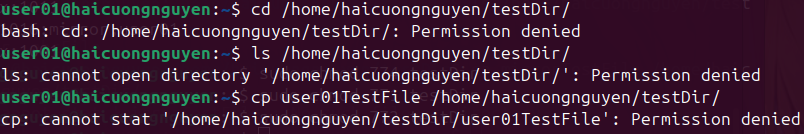 user01@haicuongnguyen:~$ cd /home/haicuongnguyen/testDir/
bash: cd: /home/haicuongnguyen/testDir/: Permission denied
user01@haicuongnguyen:~$ ls /home/haicuongnguyen/testDir/
ls: cannot open directory '/home/haicuongnguyen/testDir/': Permission denied
user01@haicuongnguyen:~$ cp user01TestFile /home/haicuongnguyen/testDir/
cp: cannot stat '/home/haicuongnguyen/testDir/user01TestFile': Permission denied